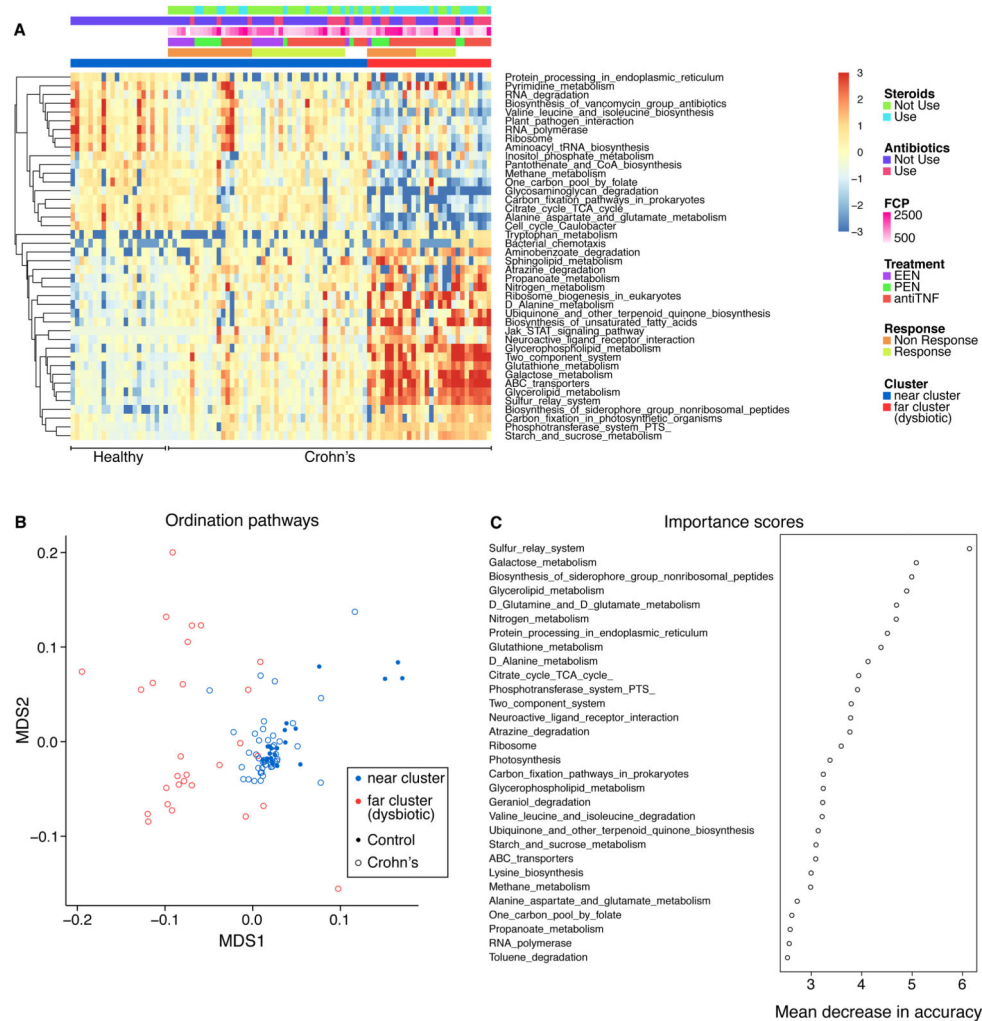 A
Protein_processing_in_endoplasmic_reticulum
Pyrimidine_metabolism
RNA_degradation
Biosynthesis_of_vancomycin_group_antibiotics
Valine_leucine_and_isoleucine_biosynthesis
Plant_pathogen_interaction
RNA_polymerase
Ribosome
Aminoacyl_tRNA_biosynthesis
Inositol_phosphate_metabolism
Pantothenate_and_CoA_biosynthesis
Methane_metabolism
One_carbon_pool_by_folate
Glycosaminoglycan_degradation
Carbon_fixation_pathways_in_prokaryotes
Citrate_cycle_TCA_cycle_
Alanine_aspartate_and_glutamate_metabolism
Cell_cycle_Caulobacter
Tryptophan_metabolism
Bacterial_chemotaxis
Aminobenzoate_degradation
Sphingolipid_metabolism
Atrazine_degradation
Propanoate_metabolism
Nitrogen_metabolism
Ribosome_biogenesis_in_eukaryotes
D_Alanine_metabolism
Ubiquinone_and_other_terpenoid_quinone_biosynthesis
Biosynthesis_of_unsaturated_fatty_acids
Jak_STAT_signaling_pathway
Neuroactive_ligand_receptor_interaction
Glycerophospholipid_metabolism
Two_component_system
Glutathione_metabolism
Galactose_metabolism
ABC_transporters
Glycerolipid_metabolism
Sulfur_relay_system
Biosynthesis_of_siderophore_group_nonribosomal_peptides
Carbon_fixation_in_photosynthetic_organisms
Phosphotransferase_system_PTS_
Starch_and_sucrose_metabolism
Healthy
Crohn's
3
2
1
0
−1
−2
−3
Steroids
Not Use
Use
Antibiotics
Not Use
Use
FCP
2500
500
Treatment
EEN
PEN
antiTNF
Response
Non Response
Response
Cluster
near cluster
far cluster
(dysbiotic)
B
Ordination pathways
0.2
0.1
0.0
−0.1
MDS2
−0.2
−0.1
0.0
0.1
MDS1
near cluster
far cluster
(dysbiotic)
Control
Crohn's
C
Importance scores
Sulfur_relay_system
Galactose_metabolism
Biosynthesis_of_siderophore_group_nonribosomal_peptides
Glycerolipid_metabolism
D_Glutamine_and_D_glutamate_metabolism
Nitrogen_metabolism
Protein_processing_in_endoplasmic_reticulum
Glutathione_metabolism
D_Alanine_metabolism
Citrate_cycle_TCA_cycle_
Phosphotransferase_system_PTS_
Two_component_system
Neuroactive_ligand_receptor_interaction
Atrazine_degradation
Ribosome
Photosynthesis
Carbon_fixation_pathways_in_prokaryotes
Glycerophospholipid_metabolism
Geraniol_degradation
Valine_leucine_and_isoleucine_degradation
Ubiquinone_and_other_terpenoid_quinone_biosynthesis
Starch_and_sucrose_metabolism
ABC_transporters
Lysine_biosynthesis
Methane_metabolism
Alanine_aspartate_and_glutamate_metabolism
One_carbon_pool_by_folate
Propanoate_metabolism
RNA_polymerase
Toluene_degradation
3
4
5
6
Mean decrease in accuracy